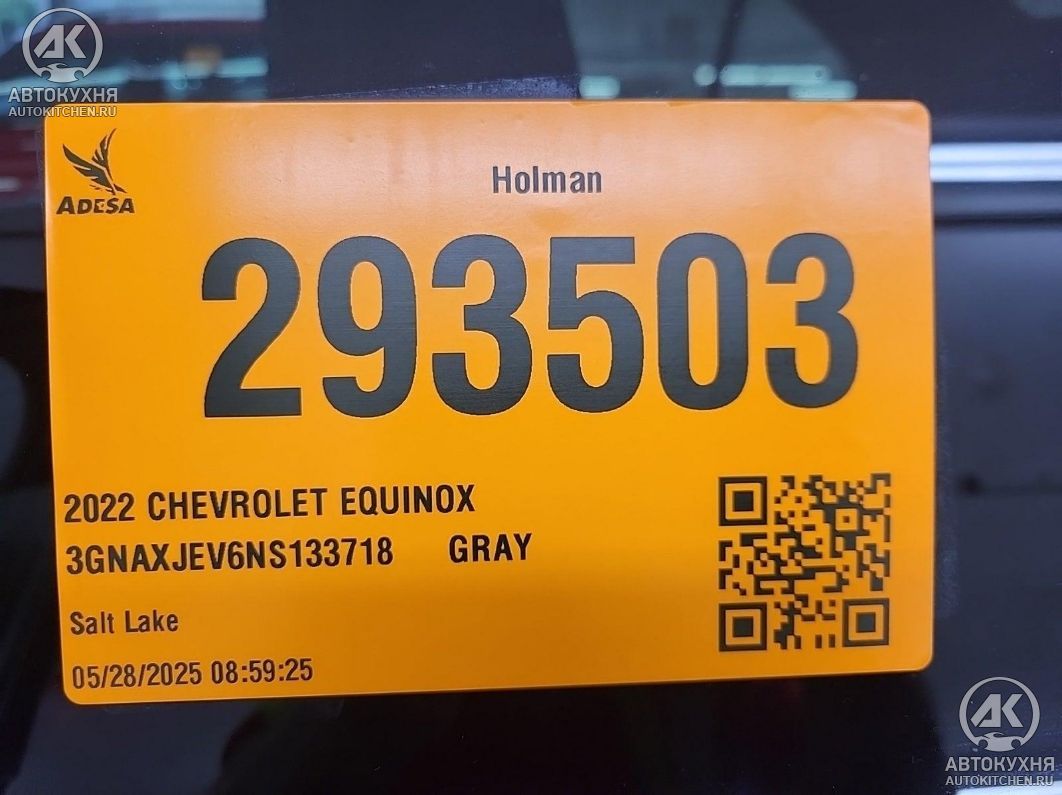 АК
АВТОКУХНЯ
AUTOKITCHEN.RU
ADESA
Holman
293503
2022 CHEVROLET EQUINOX
3GNAXJEV6NS133718 GRAY
Salt Lake
05/28/2025 08:59:25
АК
АВТОКУХНЯ
AUTOKITCHEN.RU